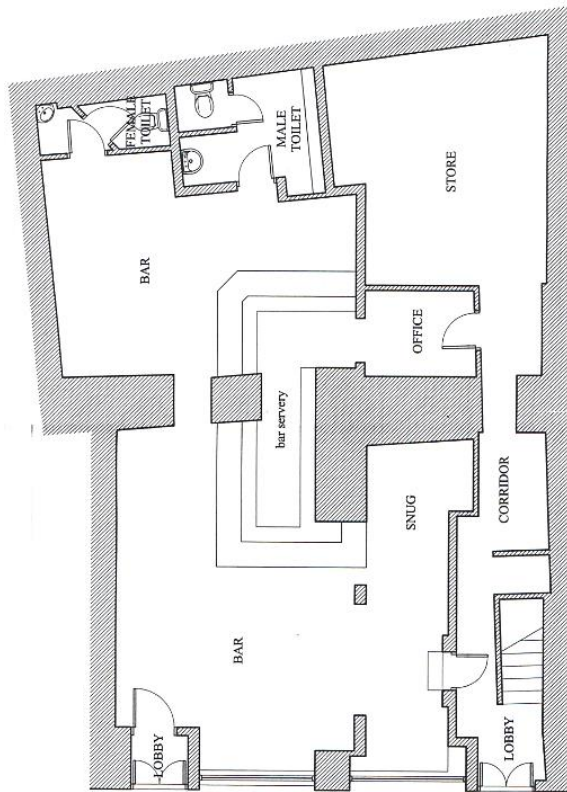 FEMALE
TOILET
MALE
TOILET
STORE
BAR
OFFICE
bar servery
SNUG
CORRIDOR
BAR
LOBBY
LOBBY